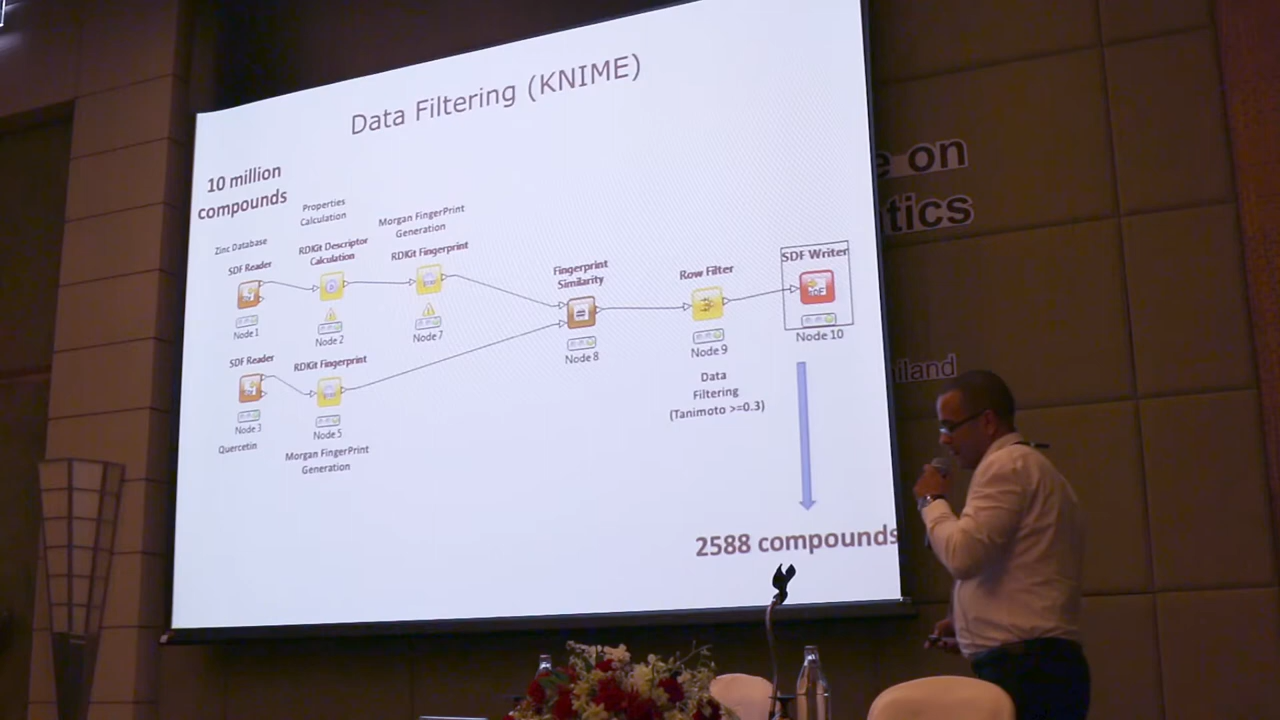 Data Filtering (KNIME)
10 million
compounds
Zinc Database
SDF Reader
Node 1
Properties
Calculation
RDKit Descriptor
Calculation
Node 2
Morgan FingerPrint
Generation
RDKit Fingerprint
Node 7
SDF Reader
Node 3
Quercetin
RDKit Fingerprint
Node 5
Morgan FingerPrint
Generation
Fingerprint
Similarity
Node 8
Row Filter
Node 9
Data
Filtering
(Tanimoto >=0.3)
SDF Writer
Node 10
2588 compounds
e on
tics
iland